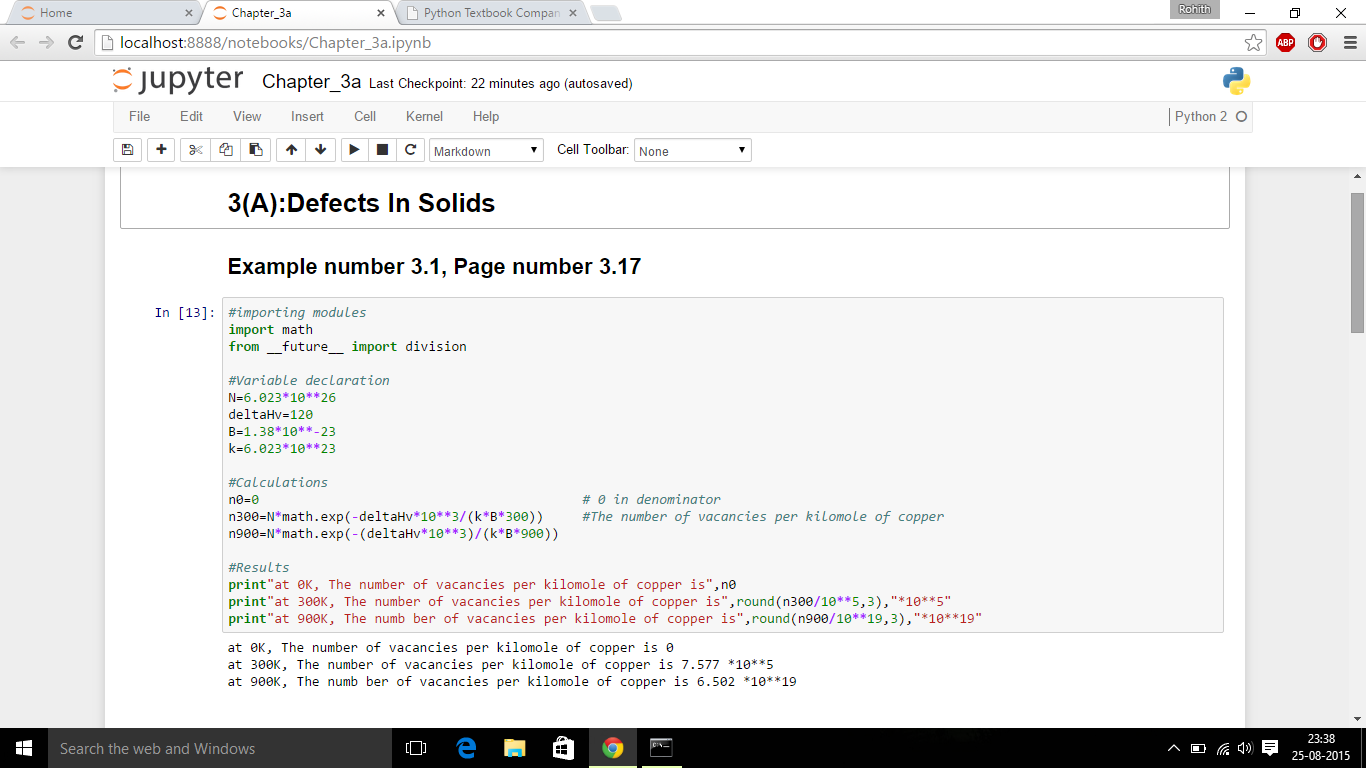 Home
Chapter_3a
Python Textbook Compan
Rohith
localhost:8888/notebooks/Chapter_3a.ipynb
ABP
jupyter Chapter_3a Last Checkpoint: 22 minutes ago (autosaved)
File Edit View Insert Cell Kernel Help
Python 2
Markdown
Cell Toolbar: None
3(A):Defects In Solids
Example number 3.1, Page number 3.17
In [13]:
#importing modules
import math
from __future__ import division
#Variable declaration
N=6.023*10**26
deltaHv=120
B=1.38*10**-23
k=6.023*10**23
#Calculations
n0=0 # 0 in denominator
n300=N*math.exp(-deltaHv*10**3/(k*B*300)) #The number of vacancies per kilomole of copper
n900=N*math.exp(-(deltaHv*10**3)/(k*B*900))
#Results
print"at 0K, The number of vacancies per kilomole of copper is",n0
print"at 300K, The number of vacancies per kilomole of copper is",round(n300/10**5,3),"*10**5"
print"at 900K, The numb ber of vacancies per kilomole of copper is",round(n900/10**19,3),"*10**19"
at 0K, The number of vacancies per kilomole of copper is 0
at 300K, The number of vacancies per kilomole of copper is 7.577 *10**5
at 900K, The numb ber of vacancies per kilomole of copper is 6.502 *10**19
Search the web and Windows
23:38
25-08-2015